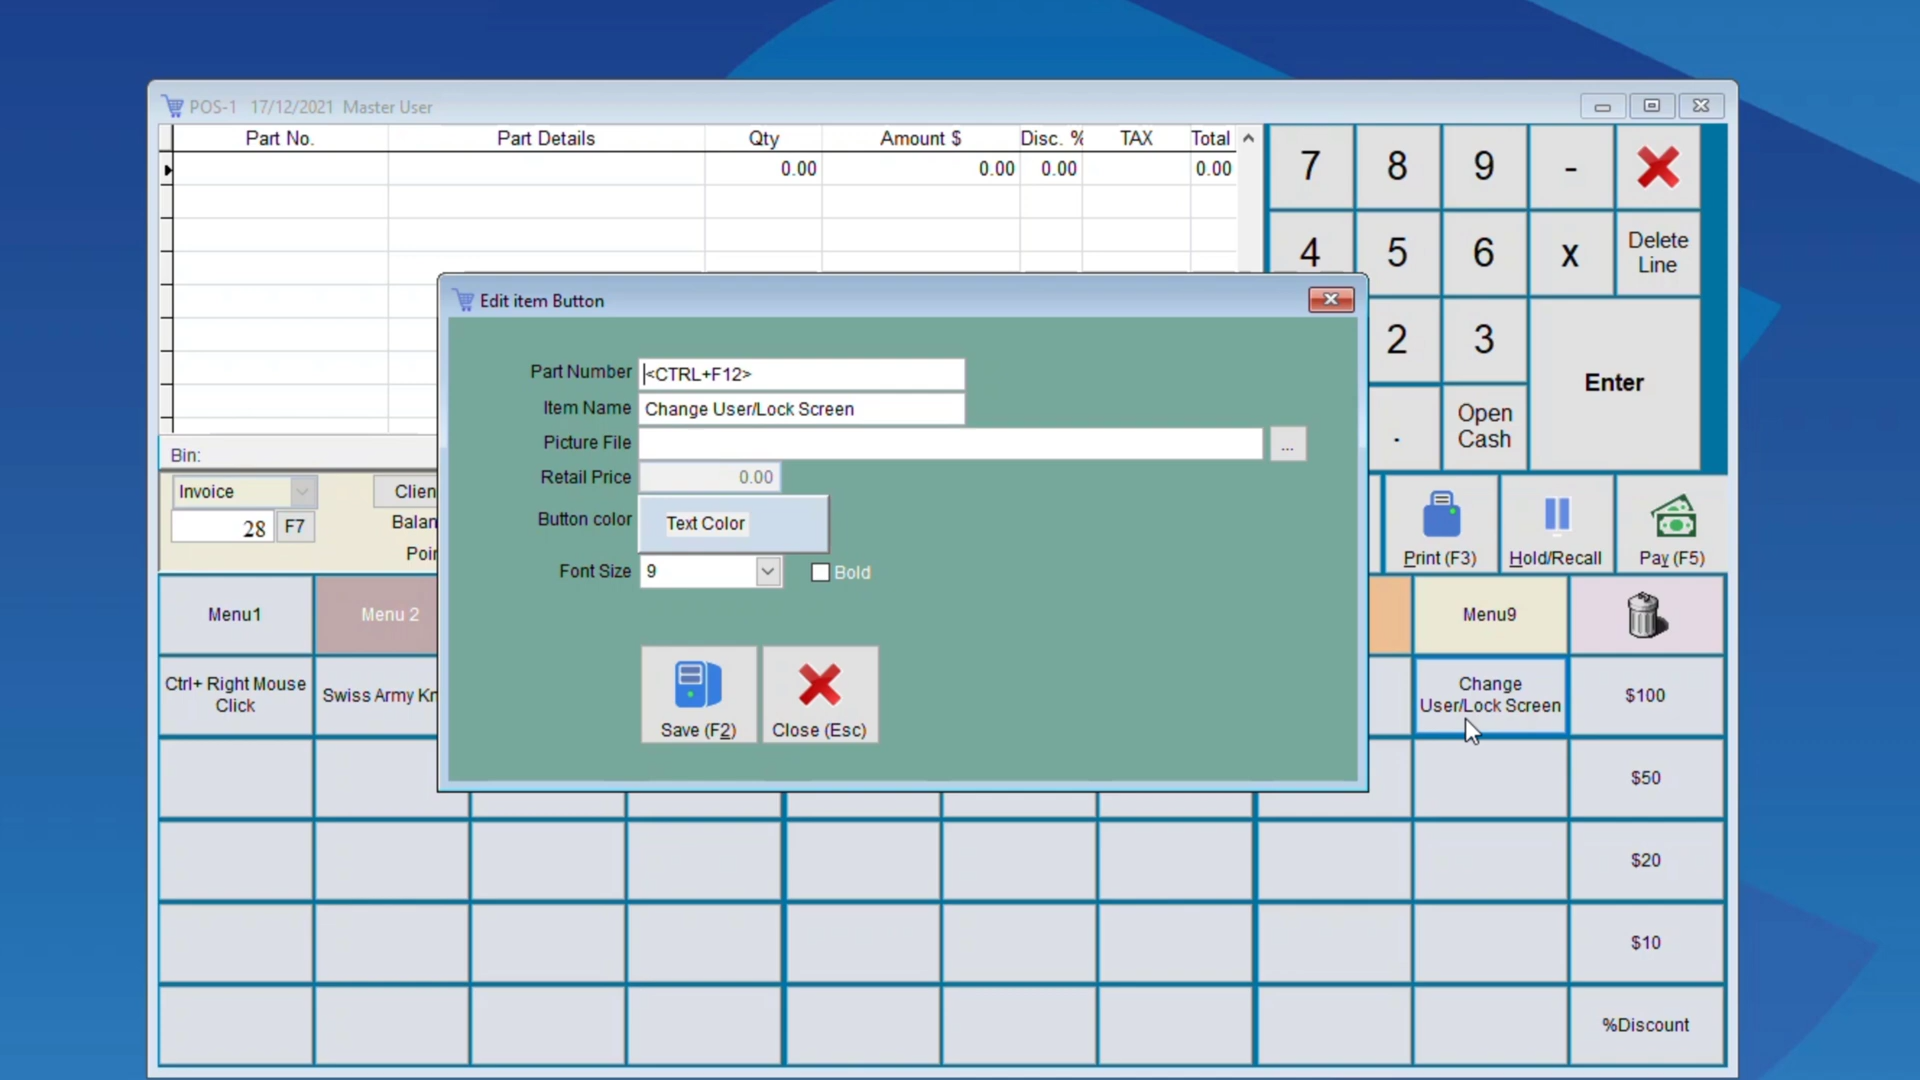 POS-1 17/12/2021 Master User
Part No. Part Details Qty Amount $ Disc. % TAX Total
0.00 0.00 0.00 0.00
7 8 9 -
4 5 6 x Delete
Line
2 3 Enter
. Open
Cash
Edit item Button
Part Number <CTRL+F12>
Item Name Change User/Lock Screen
Picture File ...
Retail Price 0.00
Button color Text Color
Font Size 9 Bold
Save (F2) Close (Esc)
Bin:
Invoice Clien
28 F7 Balan
Poin
Print (F3) Hold/Recall Pay (F5)
Menu1 Menu 2 Menu9
Ctrl+ Right Mouse
Click
Swiss Army Kn
Change
User/Lock Screen
$100
$50
$20
$10
%Discount